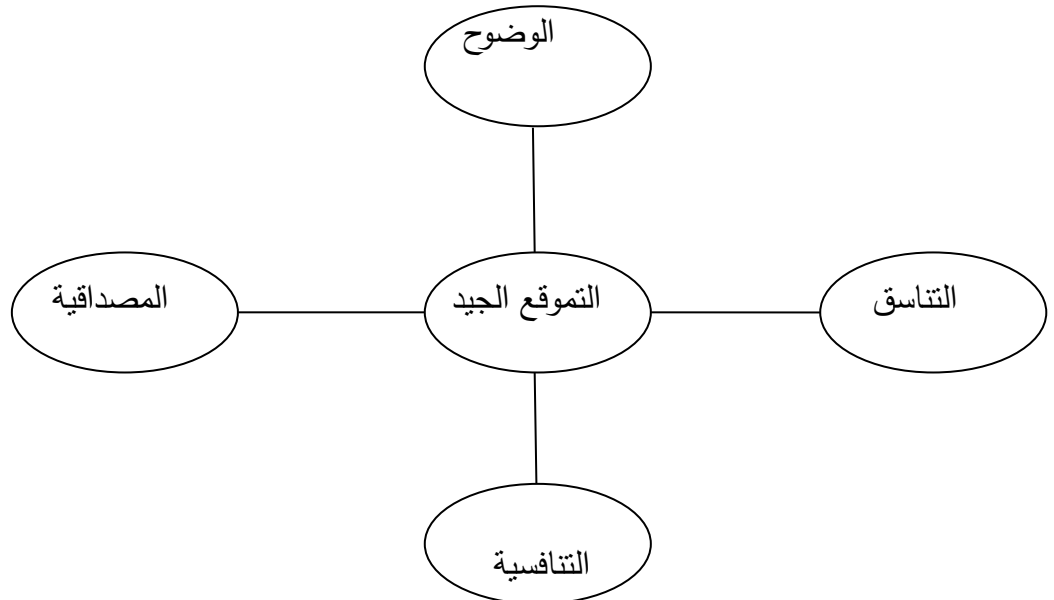 الوضوح
التناسق
التموقع الجيد
المصداقية
التنافسية